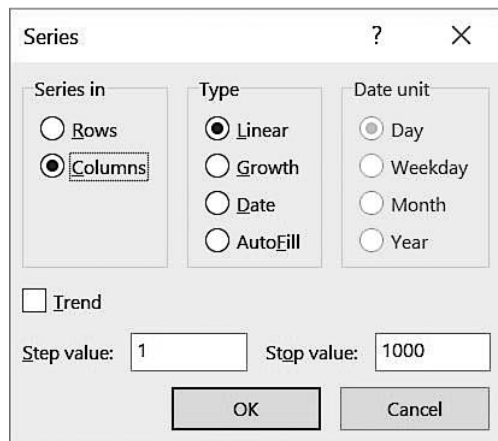 Series ?
Series in
Rows
Columns
Type
Linear
Growth
Date
AutoFill
Date unit
Day
Weekday
Month
Year
Trend
Step value: 1 Stop value: 1000
OK Cancel